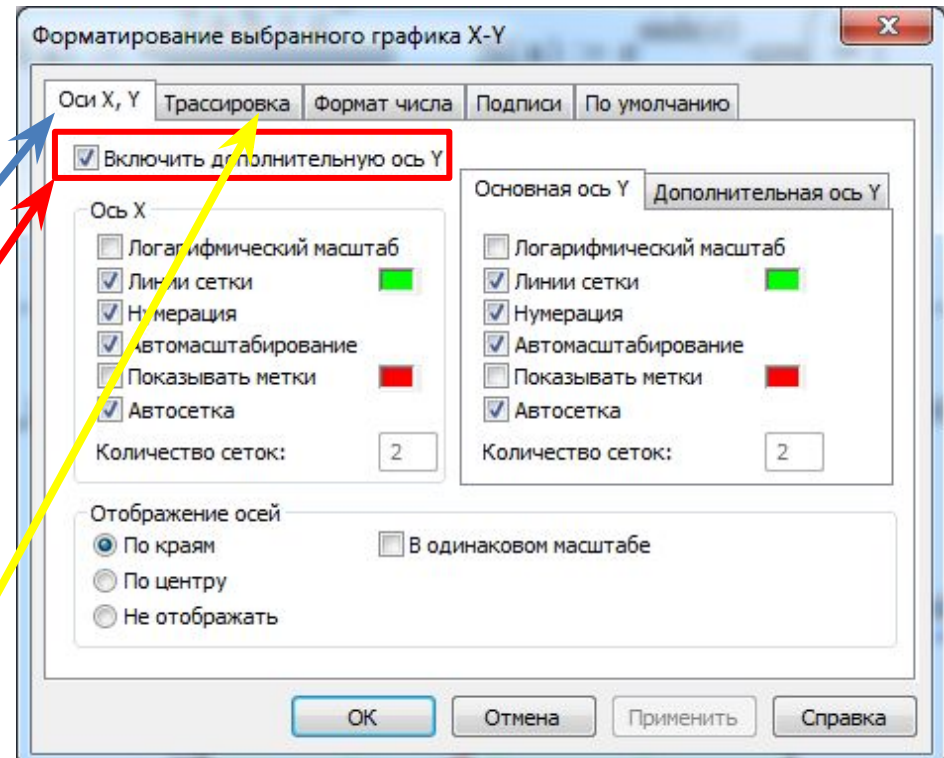 Форматирование выбранного графика X-Y
Оси X, Y
Трассировка
Формат числа
Подписи
По умолчанию
Включить дополнительную ось Y
Ось X
Логарифмический масштаб
Линии сетки
Нумерация
Автомасштабирование
Показывать метки
Автосетка
Количество сеток:
2
Основная ось Y
Дополнительная ось Y
Логарифмический масштаб
Линии сетки
Нумерация
Автомасштабирование
Показывать метки
Автосетка
Количество сеток:
2
Отображение осей
По краям
В одинаковом масштабе
По центру
Не отображать
ОК
Отмена
Применить
Справка